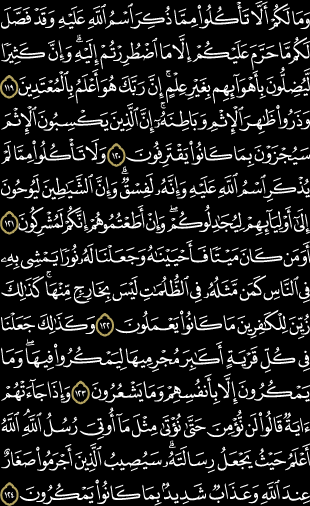 وَمَا لَكُمْ أَلَّا تَأْكُلُوا۟ مِمَّا ذُكِرَ ٱسْمُ ٱللَّهِ عَلَيْهِ وَقَدْ فَصَّلَ
لَكُم مَّا حَرَّمَ عَلَيْكُمْ إِلَّا مَا ٱضْطُرِرْتُمْ إِلَيْهِ ۗ وَإِنَّ كَثِيرًا
لَّيُضِلُّونَ بِأَهْوَآئِهِم بِغَيْرِ عِلْمٍ ۗ إِنَّ رَبَّكَ هُوَ أَعْلَمُ بِٱلْمُعْتَدِينَ ١١٩
وَذَرُوا۟ ظَٰهِرَ ٱلْإِثْمِ وَبَاطِنَهُۥٓ ۚ إِنَّ ٱلَّذِينَ يَكْسِبُونَ ٱلْإِثْمَ
سَيُجْزَوْنَ بِمَا كَانُوا۟ يَقْتَرِفُونَ ١٢٠ وَلَا تَأْكُلُوا۟ مِمَّا لَمْ
يُذْكَرِ ٱسْمُ ٱللَّهِ عَلَيْهِ وَإِنَّهُۥ لَفِسْقٌ ۗ وَإِنَّ ٱلشَّيَٰطِينَ لَيُوحُونَ
إِلَىٰٓ أَوْلِيَآئِهِمْ لِيُجَٰدِلُوكُمْ ۖ وَإِنْ أَطَعْتُمُوهُمْ إِنَّكُمْ لَمُشْرِكُونَ ١٢١
أَوَمَن كَانَ مَيْتًا فَأَحْيَيْنَٰهُ وَجَعَلْنَا لَهُۥ نُورًا يَمْشِى بِهِۦ
فِى ٱلنَّاسِ كَمَن مَّثَلُهُۥ فِى ٱلظُّلُمَٰتِ لَيْسَ بِخَارِجٍ مِّنْهَا ۚ كَذَٰلِكَ
زُيِّنَ لِلْكَٰفِرِينَ مَا كَانُوا۟ يَعْمَلُونَ ١٢٢ وَكَذَٰلِكَ جَعَلْنَا
فِى كُلِّ قَرْيَةٍ أَكَٰبِرَ مُجْرِمِيهَا لِيَمْكُرُوا۟ فِيهَا ۖ وَمَا
يَمْكُرُونَ إِلَّا بِأَنفُسِهِمْ وَمَا يَشْعُرُونَ ١٢٣ وَإِذَا جَآءَتْهُمْ
ءَايَةٌ قَالُوا۟ لَن نُّؤْمِنَ حَتَّىٰ نُؤْتَىٰ مِثْلَ مَآ أُوتِىَ رُسُلُ ٱللَّهِ ۘ ٱللَّهُ
أَعْلَمُ حَيْثُ يَجْعَلُ رِسَالَتَهُۥ ۗ سَيُصِيبُ ٱلَّذِينَ أَجْرَمُوا۟ صَغَارٌ
عِندَ ٱللَّهِ وَعَذَابٌ شَدِيدٌۢ بِمَا كَانُوا۟ يَمْكُرُونَ ١٢٤